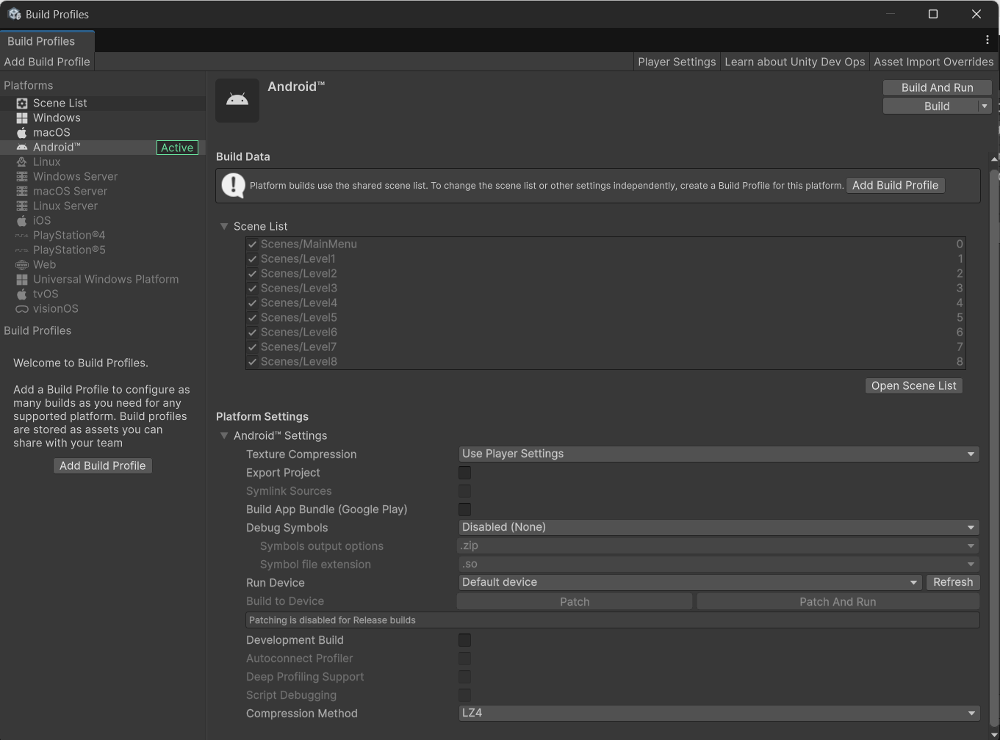 Build Profiles
Build Profiles
Add Build Profile
Player Settings
Learn about Unity Dev Ops
Asset Import Overrides
Platforms
Scene List
Windows
macOS
Android™ Active
Linux
Windows Server
macOS Server
Linux Server
iOS
PlayStation®4
PlayStation®5
Web
Universal Windows Platform
tvOS
visionOS
Build Profiles
Welcome to Build Profiles.
Add a Build Profile to configure as
many builds as you need for any
supported platform. Build profiles
are stored as assets you can
share with your team
Add Build Profile
Android™
Build And Run
Build
Build Data
Platform builds use the shared scene list. To change the scene list or other settings independently, create a Build Profile for this platform. Add Build Profile
Scene List
Scenes/MainMenu 0
Scenes/Level1 1
Scenes/Level2 2
Scenes/Level3 3
Scenes/Level4 4
Scenes/Level5 5
Scenes/Level6 6
Scenes/Level7 7
Scenes/Level8 8
Open Scene List
Platform Settings
Android™ Settings
Texture Compression Use Player Settings
Export Project
Symlink Sources
Build App Bundle (Google Play)
Debug Symbols Disabled (None)
Symbols output options .zip
Symbol file extension .so
Run Device Default device Refresh
Build to Device Patch Patch And Run
Patching is disabled for Release builds
Development Build
Autoconnect Profiler
Deep Profiling Support
Script Debugging
Compression Method LZ4